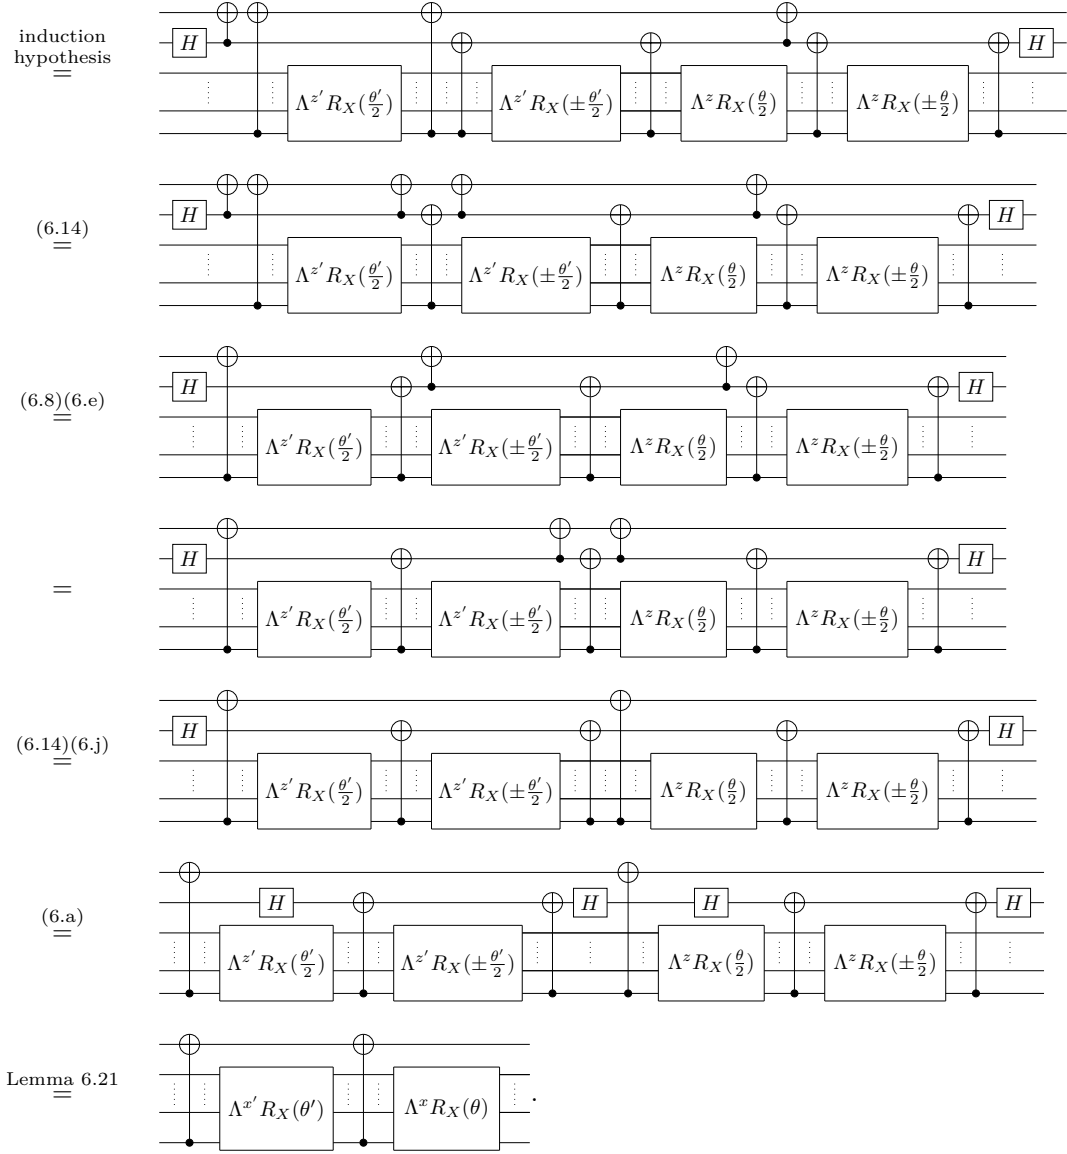 induction
hypothesis
=
H
Λ^{z'} R_X(θ'/2)
Λ^{z'} R_X(±θ'/2)
Λ^z R_X(θ/2)
Λ^z R_X(±θ/2)
H
(6.14)
=
H
Λ^{z'} R_X(θ'/2)
Λ^{z'} R_X(±θ'/2)
Λ^z R_X(θ/2)
Λ^z R_X(±θ/2)
H
(6.8)(6.e)
=
H
Λ^{z'} R_X(θ'/2)
Λ^{z'} R_X(±θ'/2)
Λ^z R_X(θ/2)
Λ^z R_X(±θ/2)
H
=
H
Λ^{z'} R_X(θ'/2)
Λ^{z'} R_X(±θ'/2)
Λ^z R_X(θ/2)
Λ^z R_X(±θ/2)
H
(6.14)(6.j)
=
H
Λ^{z'} R_X(θ'/2)
Λ^{z'} R_X(±θ'/2)
Λ^z R_X(θ/2)
Λ^z R_X(±θ/2)
H
(6.a)
=
H
H
H
H
Λ^{z'} R_X(θ'/2)
Λ^{z'} R_X(±θ'/2)
Λ^z R_X(θ/2)
Λ^z R_X(±θ/2)
Lemma 6.21
=
Λ^{x'} R_X(θ')
Λ^x R_X(θ)
.